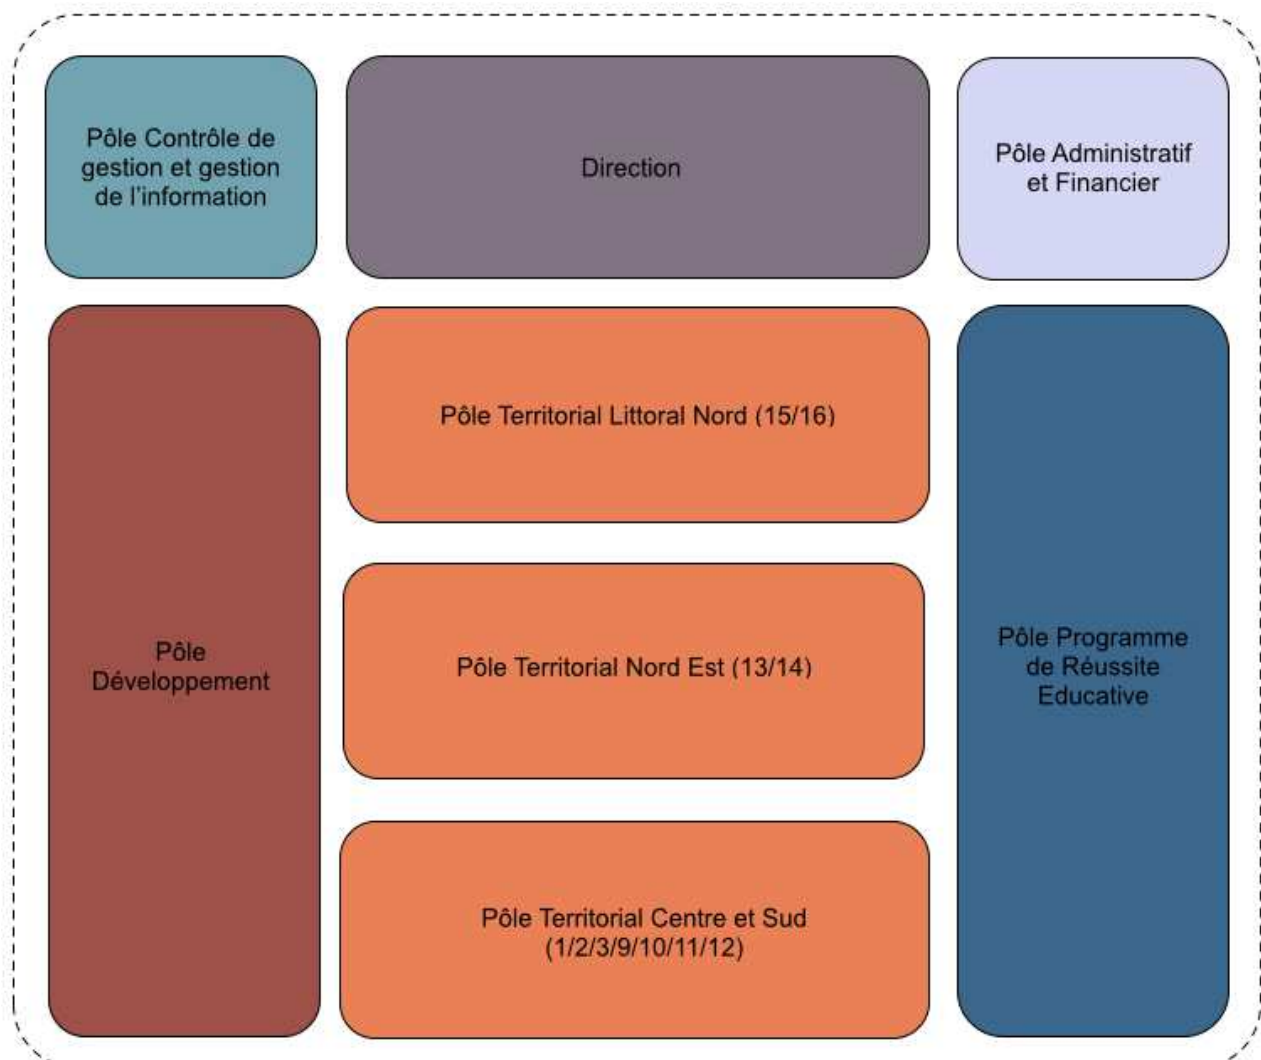 Pôle Contrôle de
gestion et gestion
de l'information
Direction
Pôle Administratif
et Financier
Pôle Territorial Littoral Nord (15/16)
Pôle
Développement
Pôle Territorial Nord Est (13/14)
Pôle Programme
de Réussite
Educative
Pôle Territorial Centre et Sud
(1/2/3/9/10/11/12)